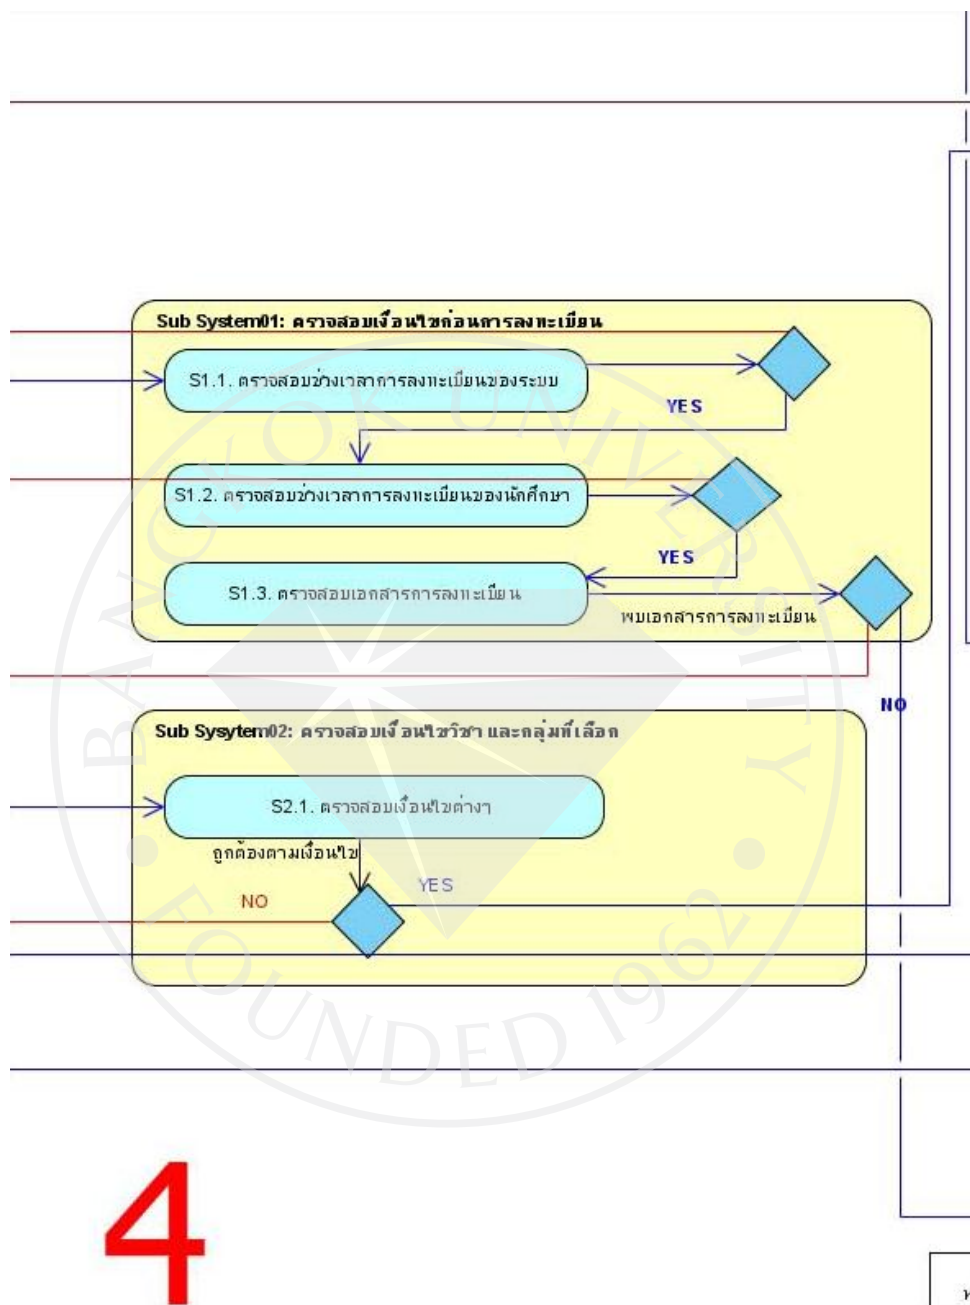 Sub System01: ตรวจสอบเงื่อนไขก่อนการลงทะเบียน
S1.1. ตรวจสอบช่วงเวลาการลงทะเบียนของระบบ
YES
S1.2. ตรวจสอบช่วงเวลาการลงทะเบียนของนักศึกษา
YES
S1.3. ตรวจสอบเอกสารการลงทะเบียน
พบเอกสารการลงทะเบียน
NO
Sub Sysytem02: ตรวจสอบเงื่อนไขวิชา และกลุ่มที่เลือก
S2.1. ตรวจสอบเงื่อนไขต่างๆ
ถูกต้องตามเงื่อนไข
YES
NO
BANGKOK UNIVERSITY
FOUNDED 1962
4